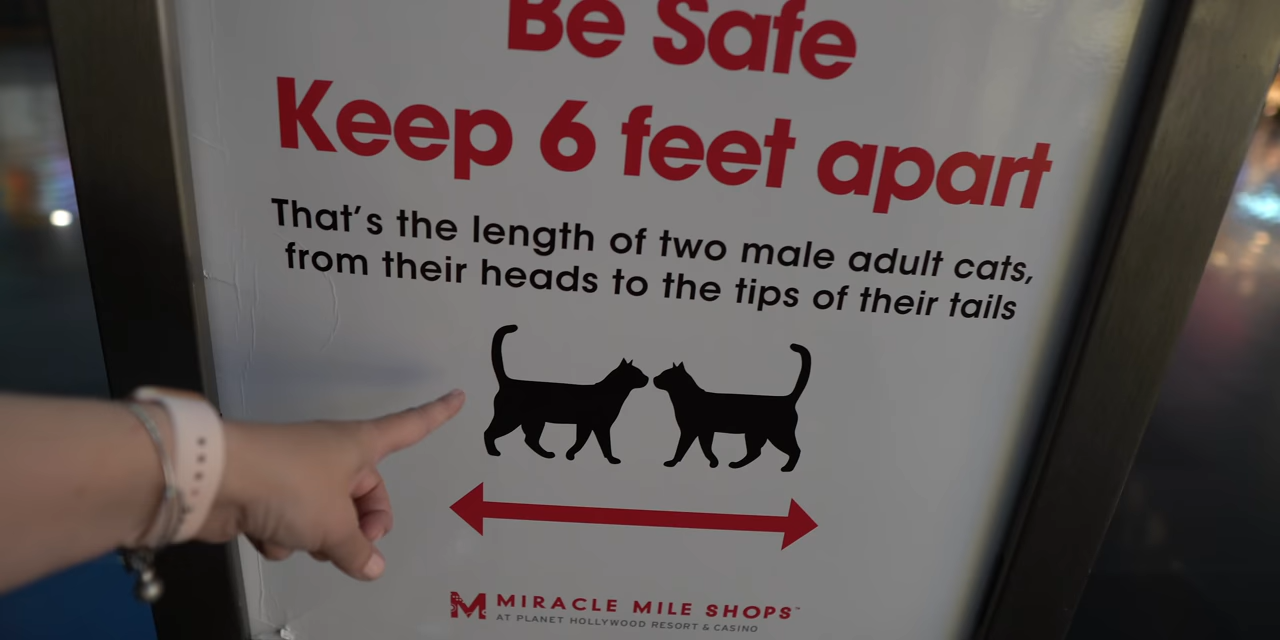 Be Safe
Keep 6 feet apart
That's the length of two male adult cats,
from their heads to the tips of their tails
M MIRACLE MILE SHOPS™
AT PLANET HOLLYWOOD RESORT & CASINO